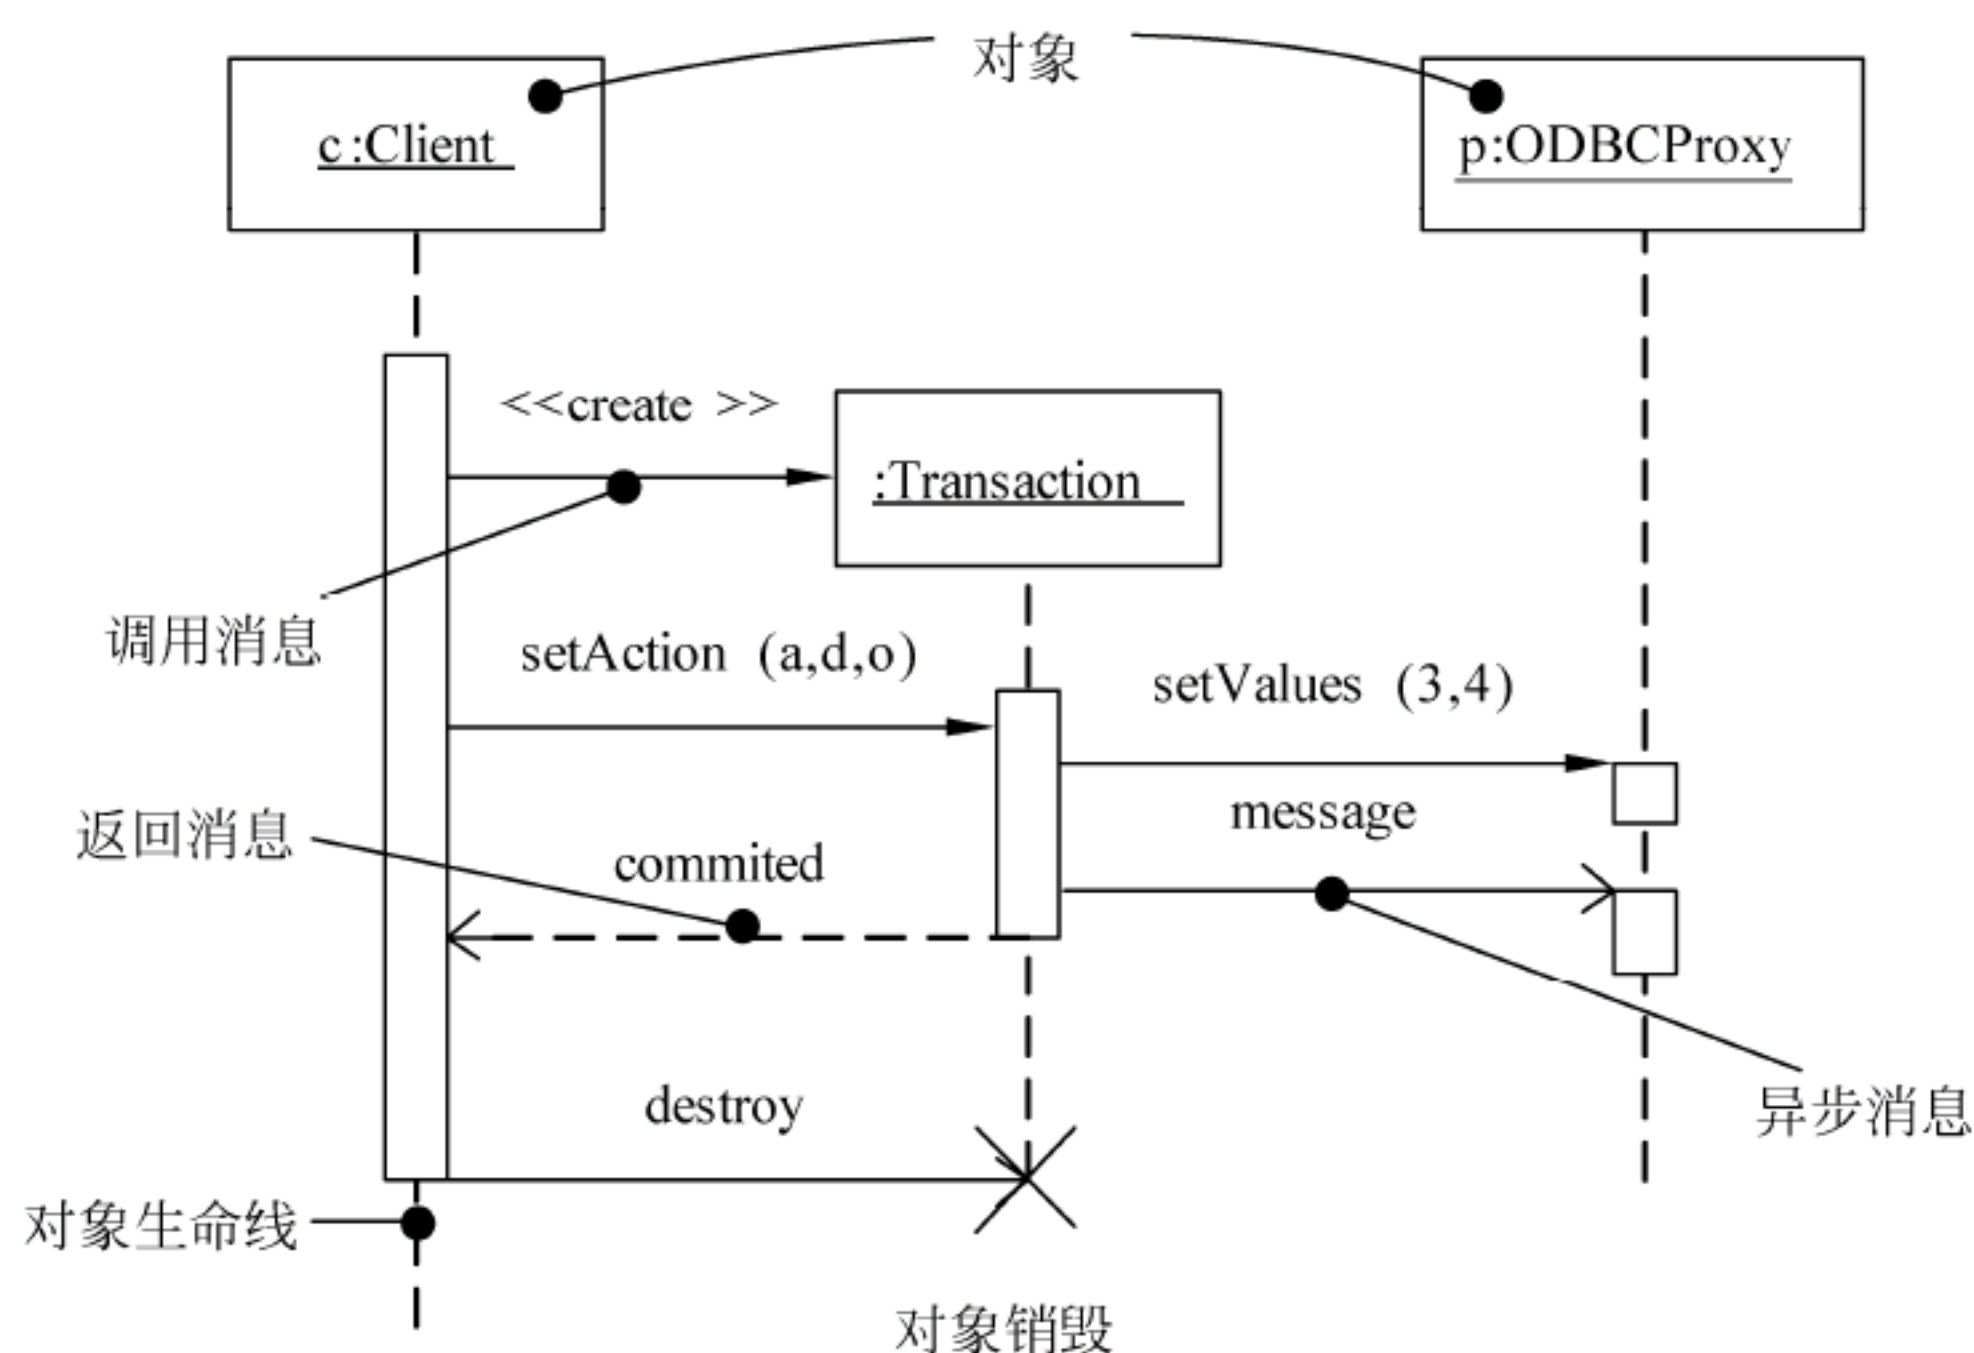 对象
c:Client
p:ODBCProxy
<<create >>
:Transaction
调用消息
setAction (a,d,o)
setValues (3,4)
返回消息
message
commited
异步消息
destroy
对象生命线
对象销毁